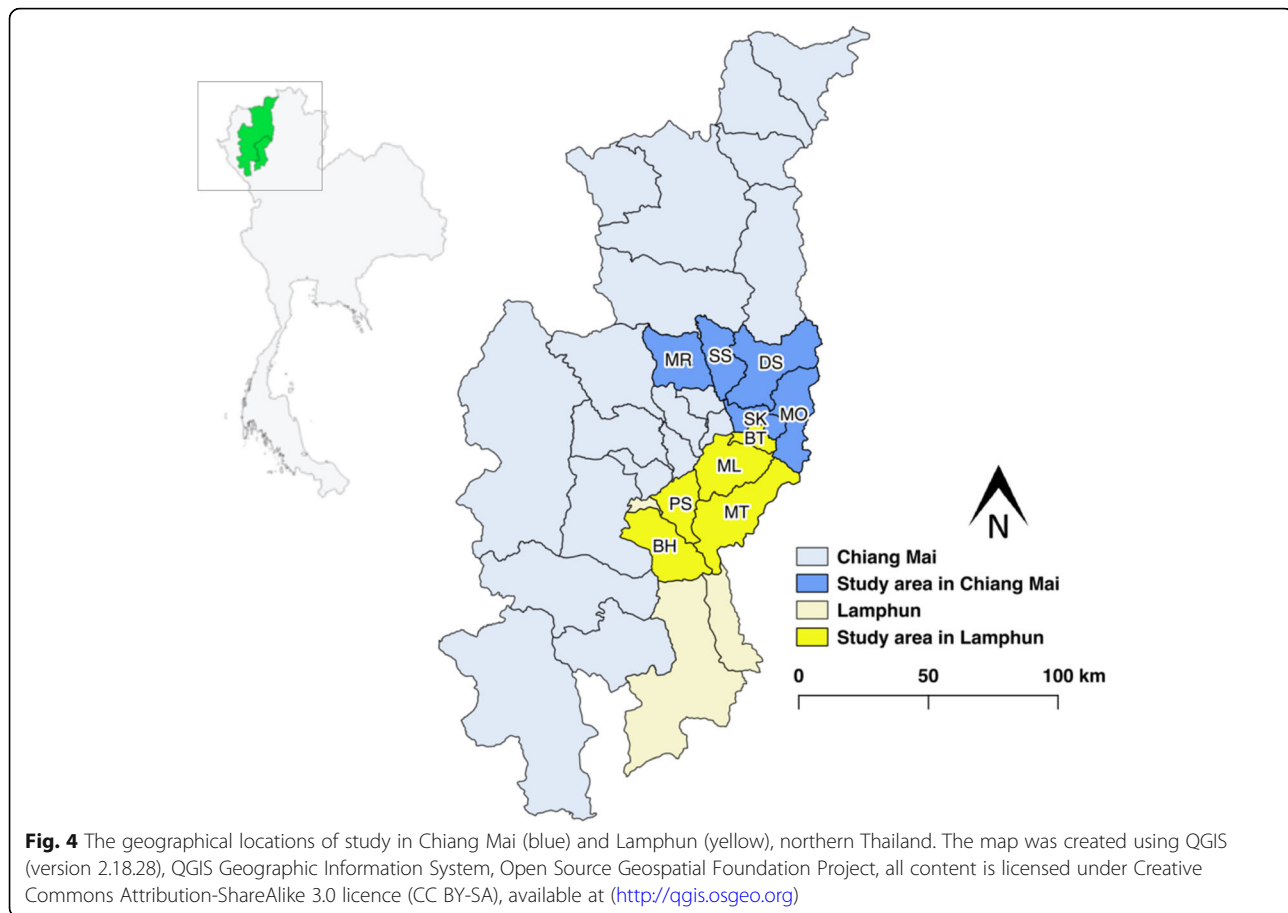 MR
SS
DS
MO
SK
BT
ML
PS
MT
BH
N
Chiang Mai
Study area in Chiang Mai
Lamphun
Study area in Lamphun
0 50 100 km
Fig. 4 The geographical locations of study in Chiang Mai (blue) and Lamphun (yellow), northern Thailand. The map was created using QGIS
(version 2.18.28), QGIS Geographic Information System, Open Source Geospatial Foundation Project, all content is licensed under Creative
Commons Attribution-ShareAlike 3.0 licence (CC BY-SA), available at (http://qgis.osgeo.org)